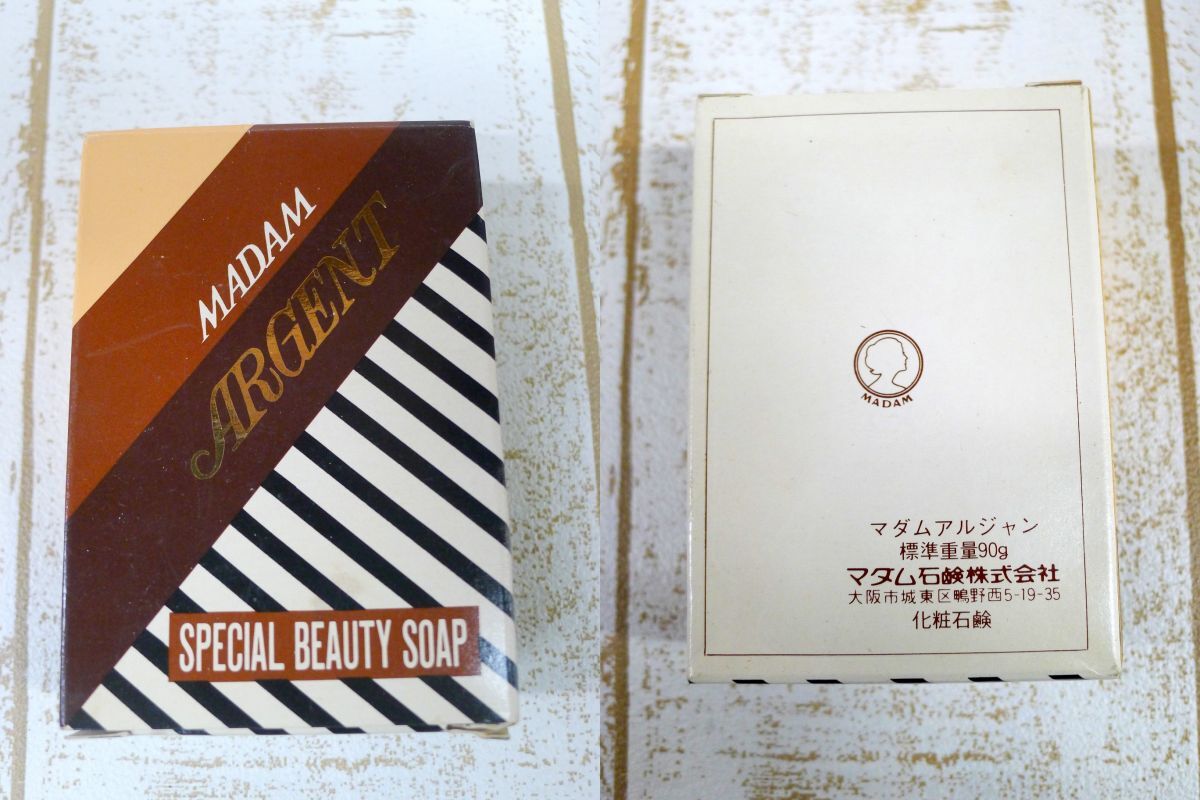 MADAM
ARGENT
SPECIAL BEAUTY SOAP
MADAM
マダムアルジャン
標準重量90g
マダム石鹸株式会社
大阪市城東区鴫野西5-19-35
化粧石鹸